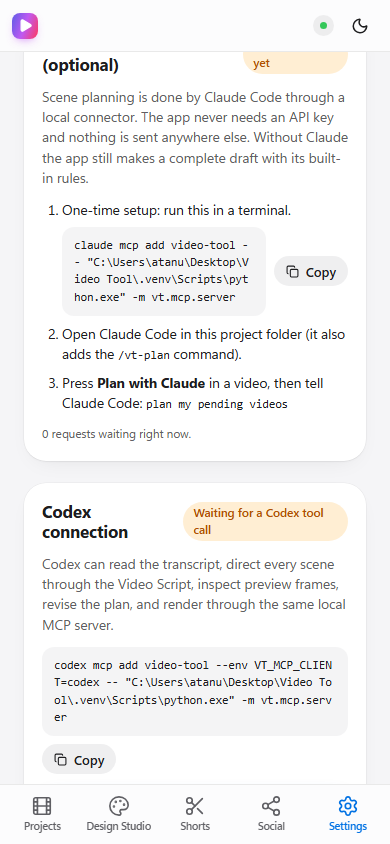 (optional)
yet
Scene planning is done by Claude Code through a
local connector. The app never needs an API key
and nothing is sent anywhere else. Without Claude
the app still makes a complete draft with its built-
in rules.
1. One-time setup: run this in a terminal.
claude mcp add video-tool -
- "C:\Users\atanu\Desktop\V
ideo Tool\.venv\Scripts\pyt
hon.exe" -m vt.mcp.server
Copy
2. Open Claude Code in this project folder (it also
adds the /vt-plan command).
3. Press Plan with Claude in a video, then tell
Claude Code: plan my pending videos
0 requests waiting right now.
Codex
connection
Waiting for a Codex tool
call
Codex can read the transcript, direct every scene
through the Video Script, inspect preview frames,
revise the plan, and render through the same local
MCP server.
codex mcp add video-tool --env VT_MCP_CLIEN
T=codex -- "C:\Users\atanu\Desktop\Video To
ol\.venv\Scripts\python.exe" -m vt.mcp.serv
er
Copy
Projects
Design Studio
Shorts
Social
Settings